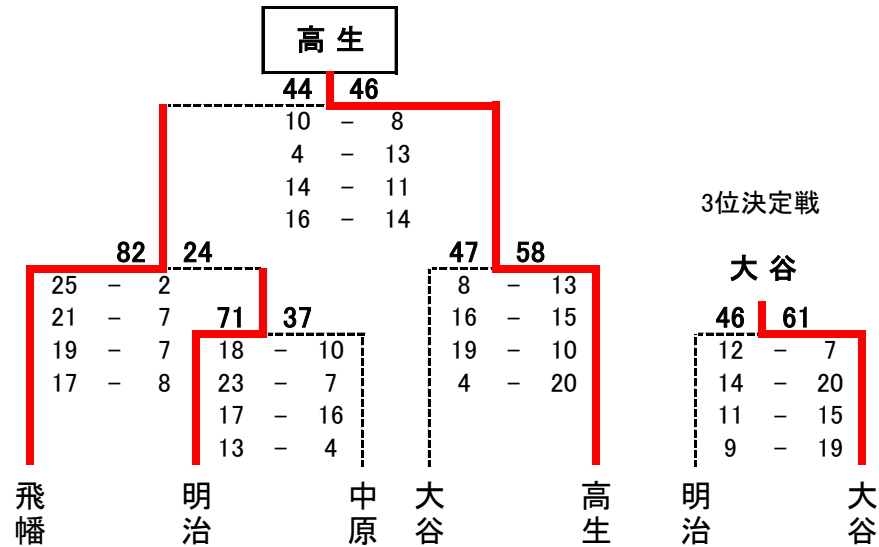 高生
44 46
10 － 8
4 － 13
14 － 11
16 － 14
3位決定戦
82 24
25 － 2
21 － 7
19 － 7
17 － 8
71 37
18 － 10
23 － 7
17 － 16
13 － 4
47 58
8 － 13
16 － 15
19 － 10
4 － 20
大谷
46 61
12 － 7
14 － 20
11 － 15
9 － 19
飛幡
明治
中原
大谷
高生
明治
大谷